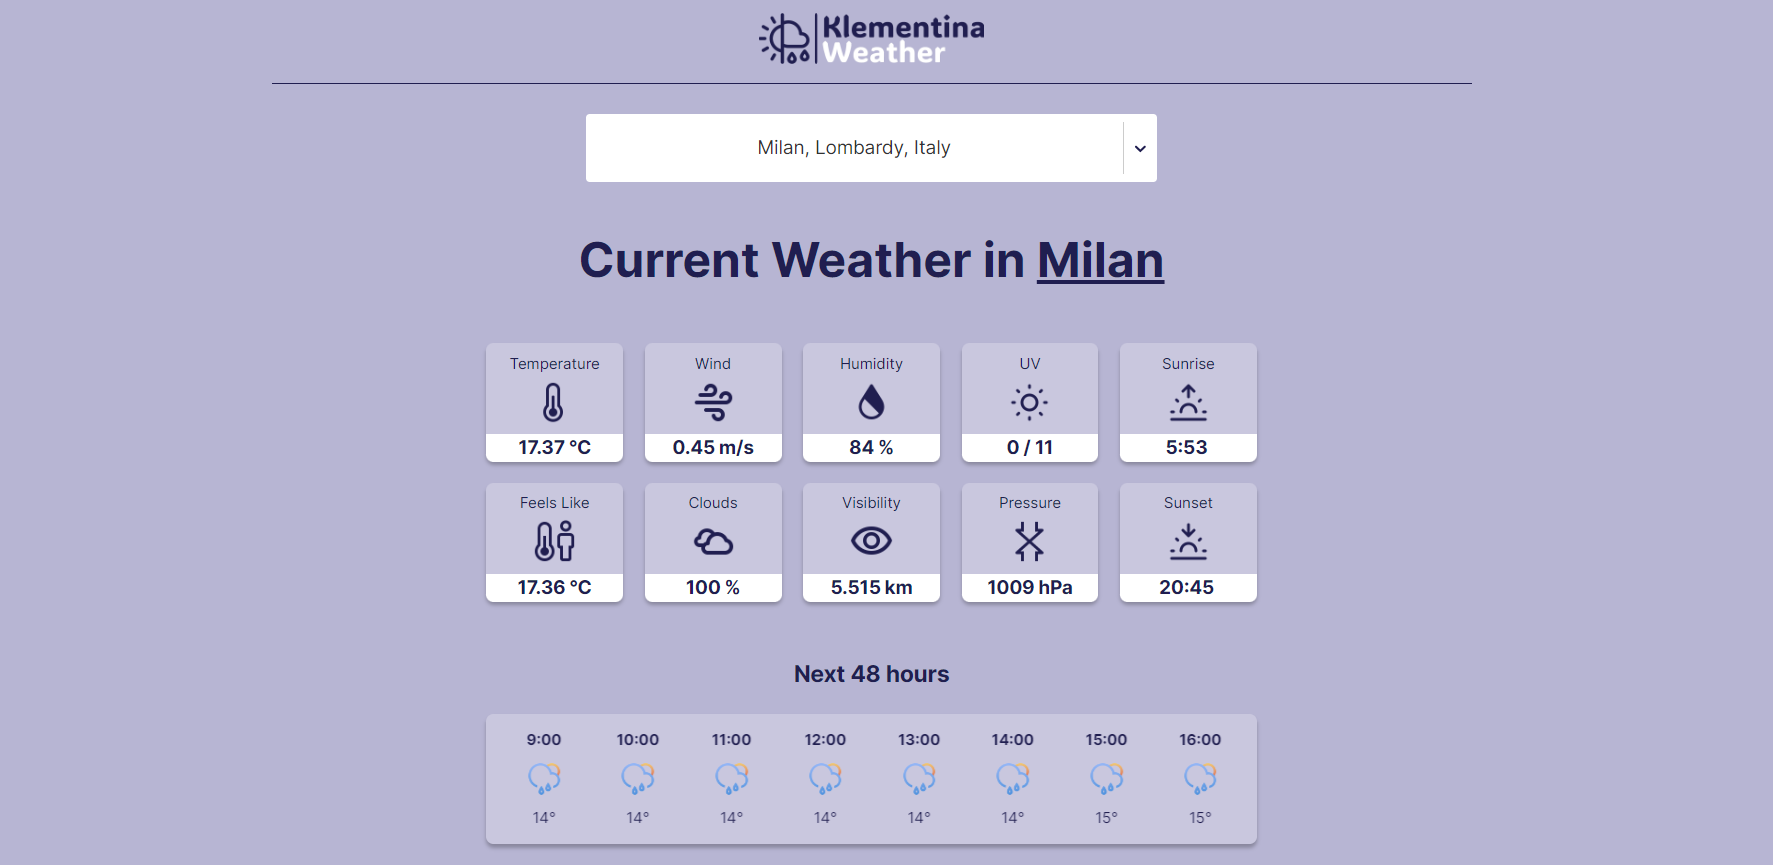 Klementina
Weather
Milan, Lombardy, Italy
Current Weather in Milan
Temperature
17.37 °C
Wind
0.45 m/s
Humidity
84 %
UV
0 / 11
Sunrise
5:53
Feels Like
17.36 °C
Clouds
100 %
Visibility
5.515 km
Pressure
1009 hPa
Sunset
20:45
Next 48 hours
9:00 10:00 11:00 12:00 13:00 14:00 15:00 16:00
14° 14° 14° 14° 14° 14° 15° 15°